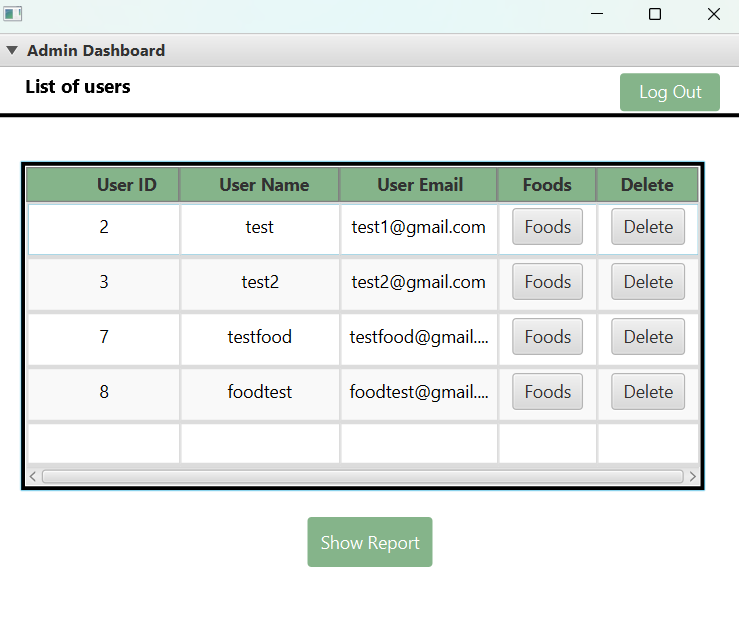 Admin Dashboard
List of users
Log Out
User ID User Name User Email Foods Delete
2 test test1@gmail.com Foods Delete
3 test2 test2@gmail.com Foods Delete
7 testfood testfood@gmail.... Foods Delete
8 foodtest foodtest@gmail.... Foods Delete
Show Report